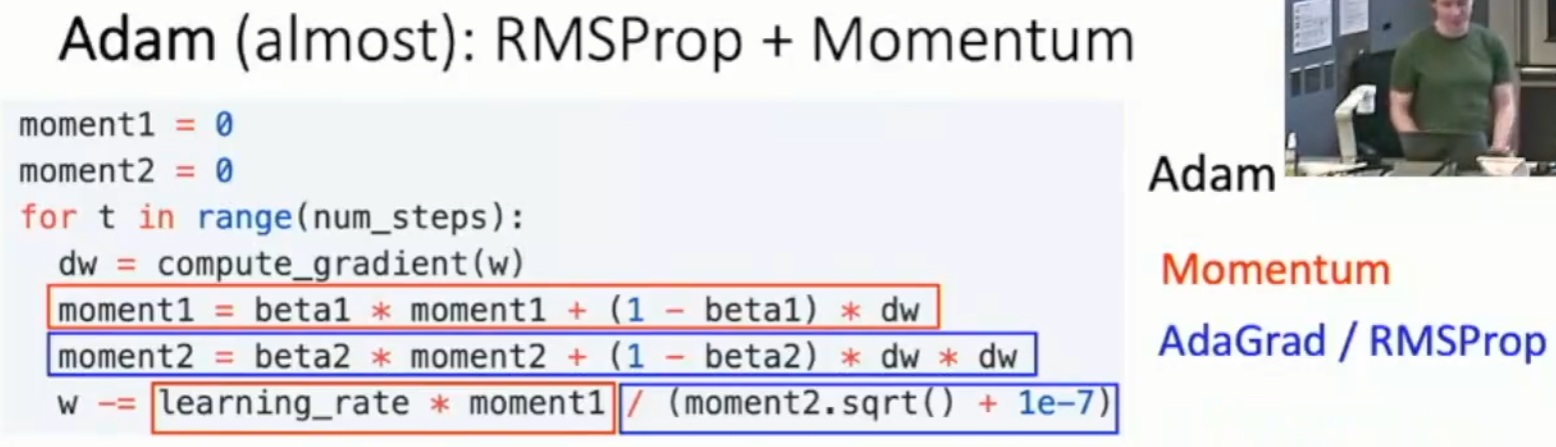 Adam (almost): RMSProp + Momentum
moment1 = 0
moment2 = 0
for t in range(num_steps):
  dw = compute_gradient(w)
  moment1 = beta1 * moment1 + (1 - beta1) * dw
  moment2 = beta2 * moment2 + (1 - beta2) * dw * dw
  w -= learning_rate * moment1 / (moment2.sqrt() + 1e-7)
Adam
Momentum
AdaGrad / RMSProp